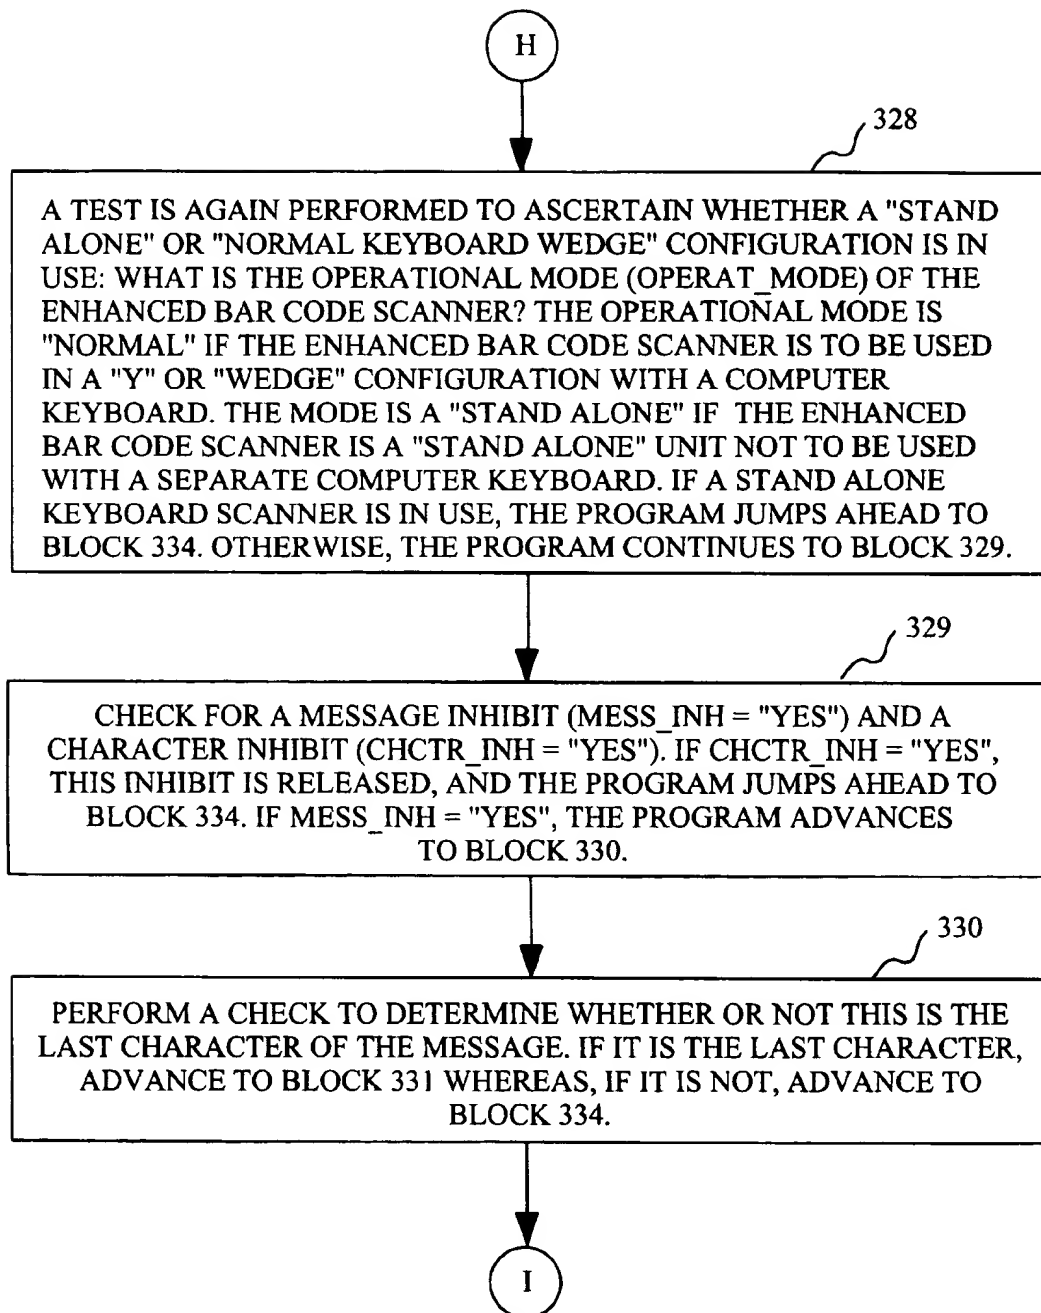 H
328
A TEST IS AGAIN PERFORMED TO ASCERTAIN WHETHER A "STAND
ALONE" OR "NORMAL KEYBOARD WEDGE" CONFIGURATION IS IN
USE: WHAT IS THE OPERATIONAL MODE (OPERAT_MODE) OF THE
ENHANCED BAR CODE SCANNER? THE OPERATIONAL MODE IS
"NORMAL" IF THE ENHANCED BAR CODE SCANNER IS TO BE USED
IN A "Y" OR "WEDGE" CONFIGURATION WITH A COMPUTER
KEYBOARD. THE MODE IS A "STAND ALONE" IF THE ENHANCED
BAR CODE SCANNER IS A "STAND ALONE" UNIT NOT TO BE USED
WITH A SEPARATE COMPUTER KEYBOARD. IF A STAND ALONE
KEYBOARD SCANNER IS IN USE, THE PROGRAM JUMPS AHEAD TO
BLOCK 334. OTHERWISE, THE PROGRAM CONTINUES TO BLOCK 329.
329
CHECK FOR A MESSAGE INHIBIT (MESS_INH = "YES") AND A
CHARACTER INHIBIT (CHCTR_INH = "YES"). IF CHCTR_INH = "YES",
THIS INHIBIT IS RELEASED, AND THE PROGRAM JUMPS AHEAD TO
BLOCK 334. IF MESS_INH = "YES", THE PROGRAM ADVANCES
TO BLOCK 330.
330
PERFORM A CHECK TO DETERMINE WHETHER OR NOT THIS IS THE
LAST CHARACTER OF THE MESSAGE. IF IT IS THE LAST CHARACTER,
ADVANCE TO BLOCK 331 WHEREAS, IF IT IS NOT, ADVANCE TO
BLOCK 334.
I